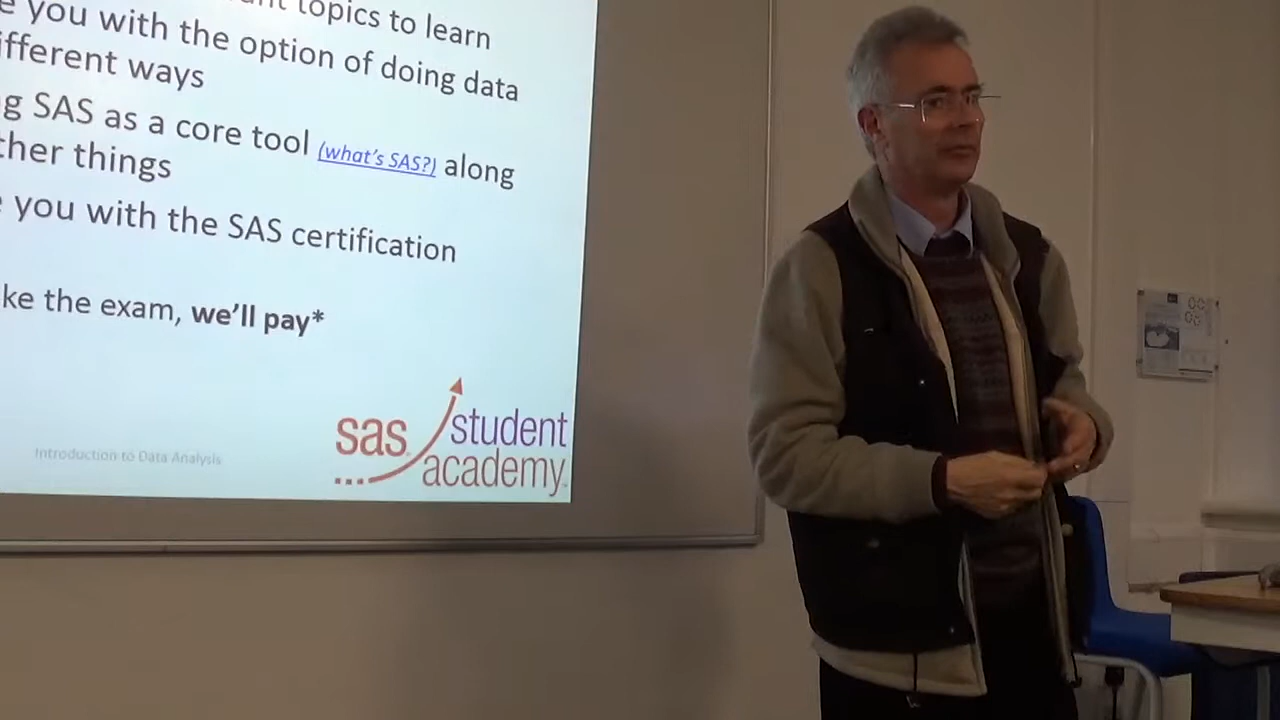 topics to learn
you with the option of doing data
ifferent ways
g SAS as a core tool (what's SAS?) along
ther things
you with the SAS certification
ke the exam, we'll pay*
sas student
academy
Introduction to Data Analysis